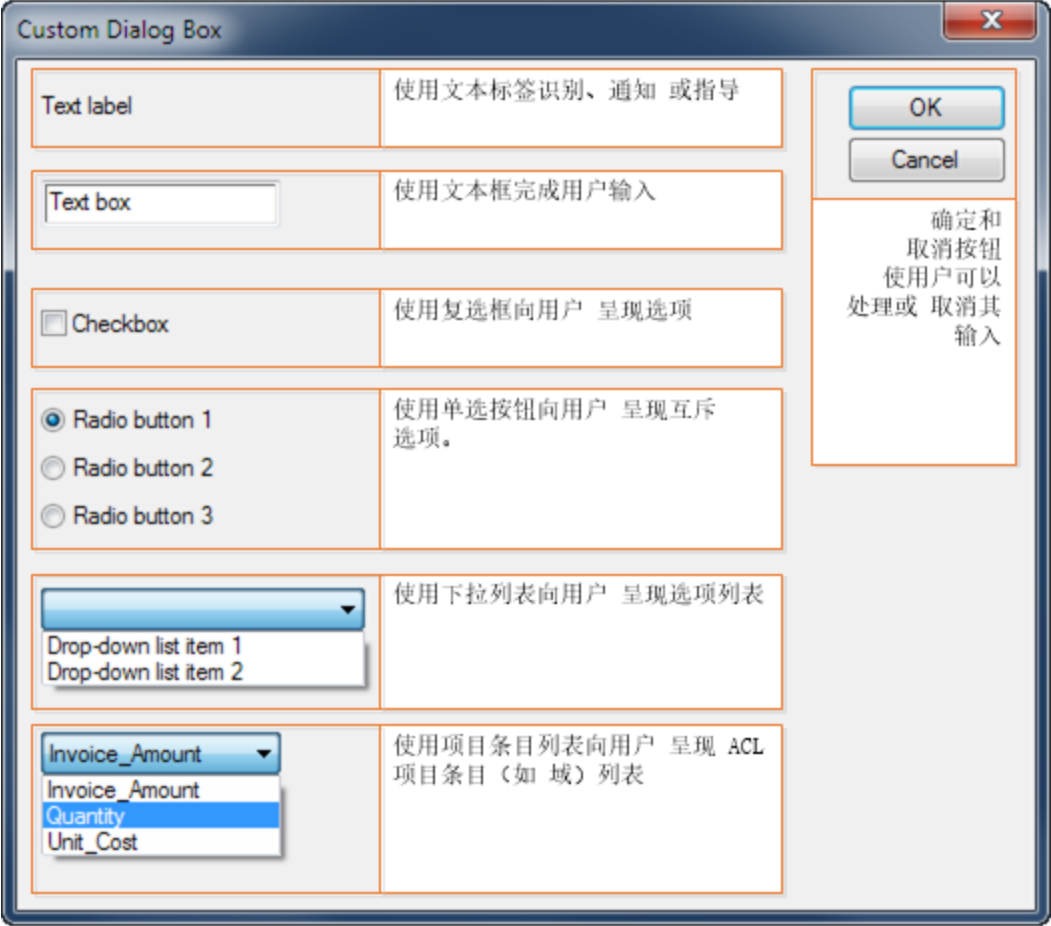 Custom Dialog Box
Text label
使用文本标签识别、通知 或指导
OK
Cancel
Text box
使用文本框完成用户输入
确定和
取消按钮
使用户可以
处理或 取消其
输入
Checkbox
使用复选框向用户 呈现选项
Radio button 1
Radio button 2
Radio button 3
使用单选按钮向用户 呈现互斥
选项。
Drop-down list item 1
Drop-down list item 2
使用下拉列表向用户 呈现选项列表
Invoice_Amount
Invoice_Amount
Quantity
Unit_Cost
使用项目条目列表向用户 呈现 ACL
项目条目（如 域）列表